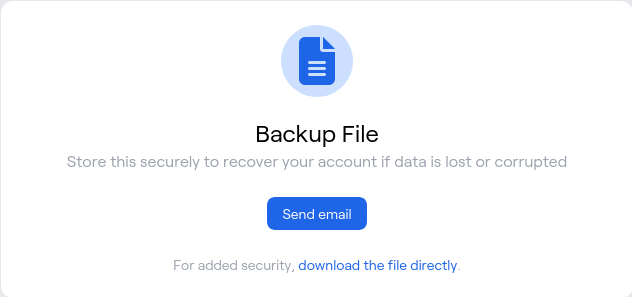 Backup File
Store this securely to recover your account if data is lost or corrupted
Send email
For added security, download the file directly.